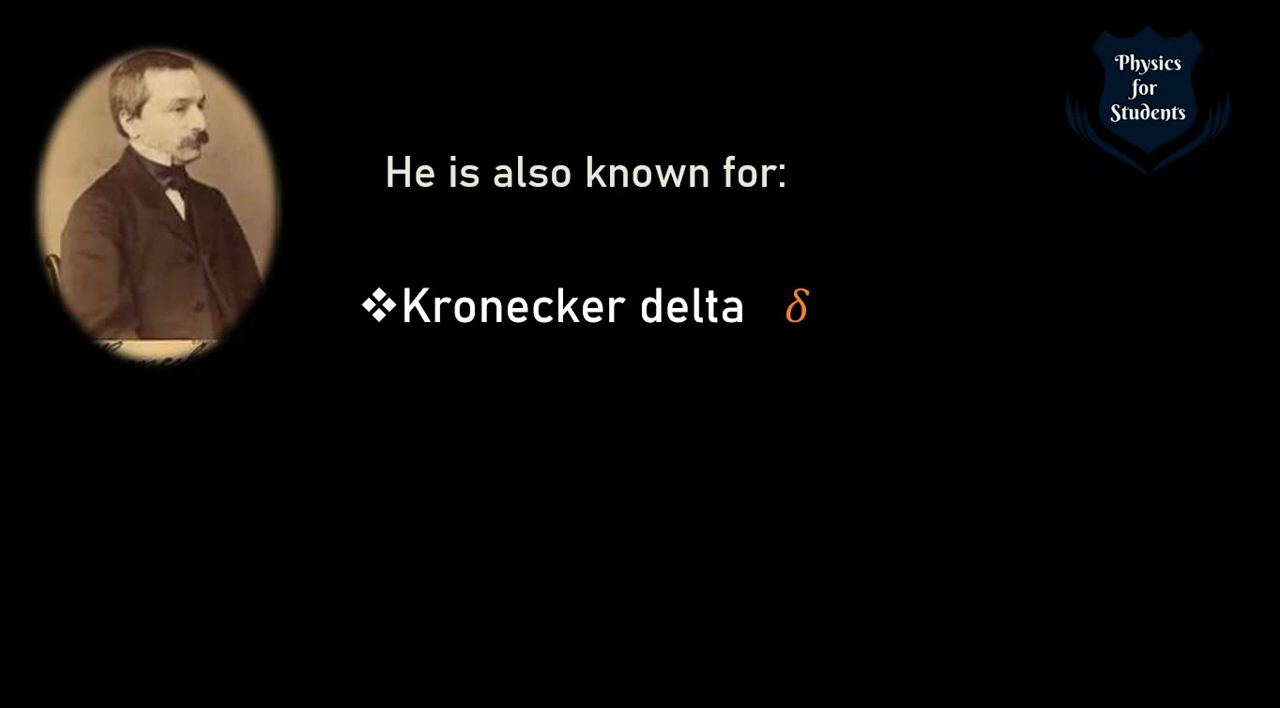 Physics
for
Students
He is also known for:
❖Kronecker delta δ